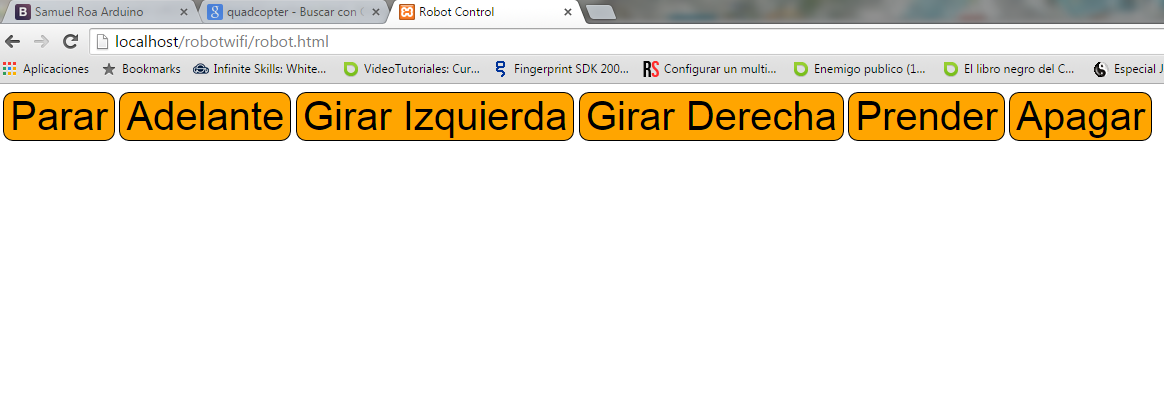 Samuel Roa Arduino quadcopter - Buscar con Robot Control
localhost/robotwifi/robot.html
Aplicaciones Bookmarks Infinite Skills: White... VideoTutoriales: Cur... Fingerprint SDK 200... RS Configurar un multi... Enemigo publico (1... El libro negro del C... Especial J
Parar Adelante Girar Izquierda Girar Derecha Prender Apagar